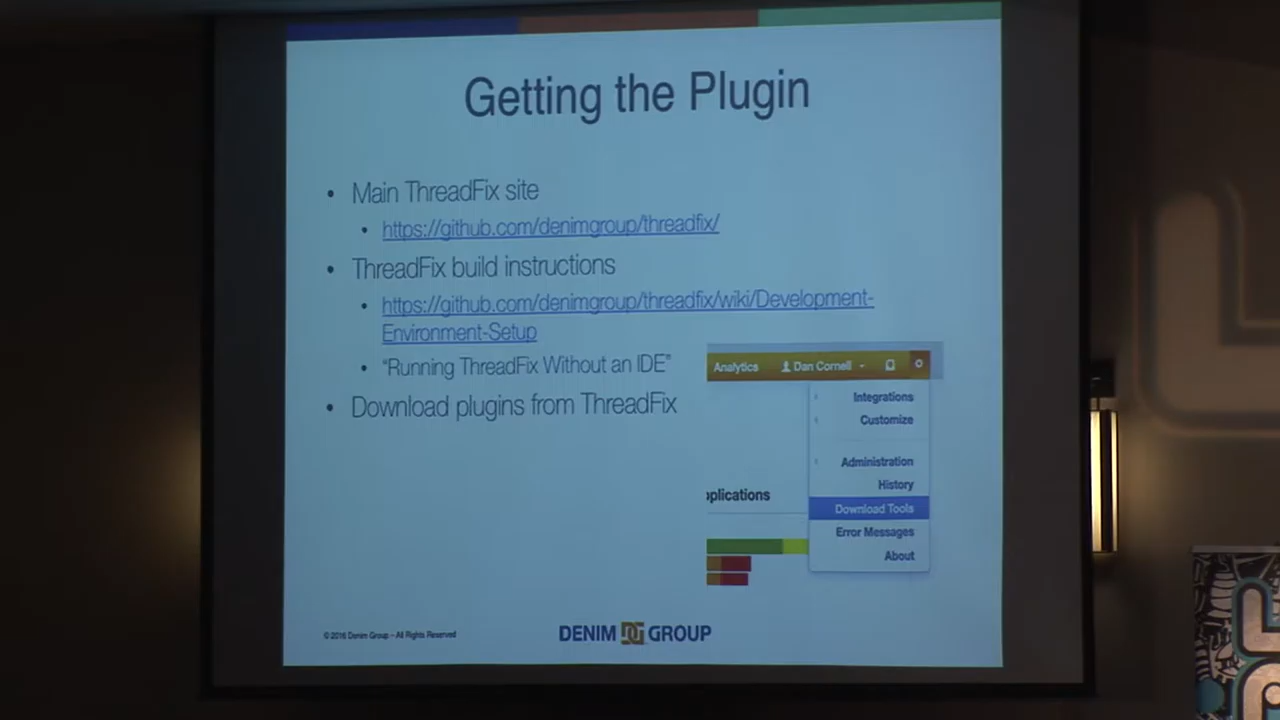 Getting the Plugin
• Main ThreadFix site
• https://github.com/denimgroup/threadfix/
• ThreadFix build instructions
• https://github.com/denimgroup/threadfix/wiki/Development-
Environment-Setup
• “Running ThreadFix Without an IDE”
• Download plugins from ThreadFix
Analytics Dan Cornell
Integrations
Customize
Administration
History
plications
Download Tools
Error Messages
About
© 2016 Denim Group – All Rights Reserved
DENIM DG GROUP